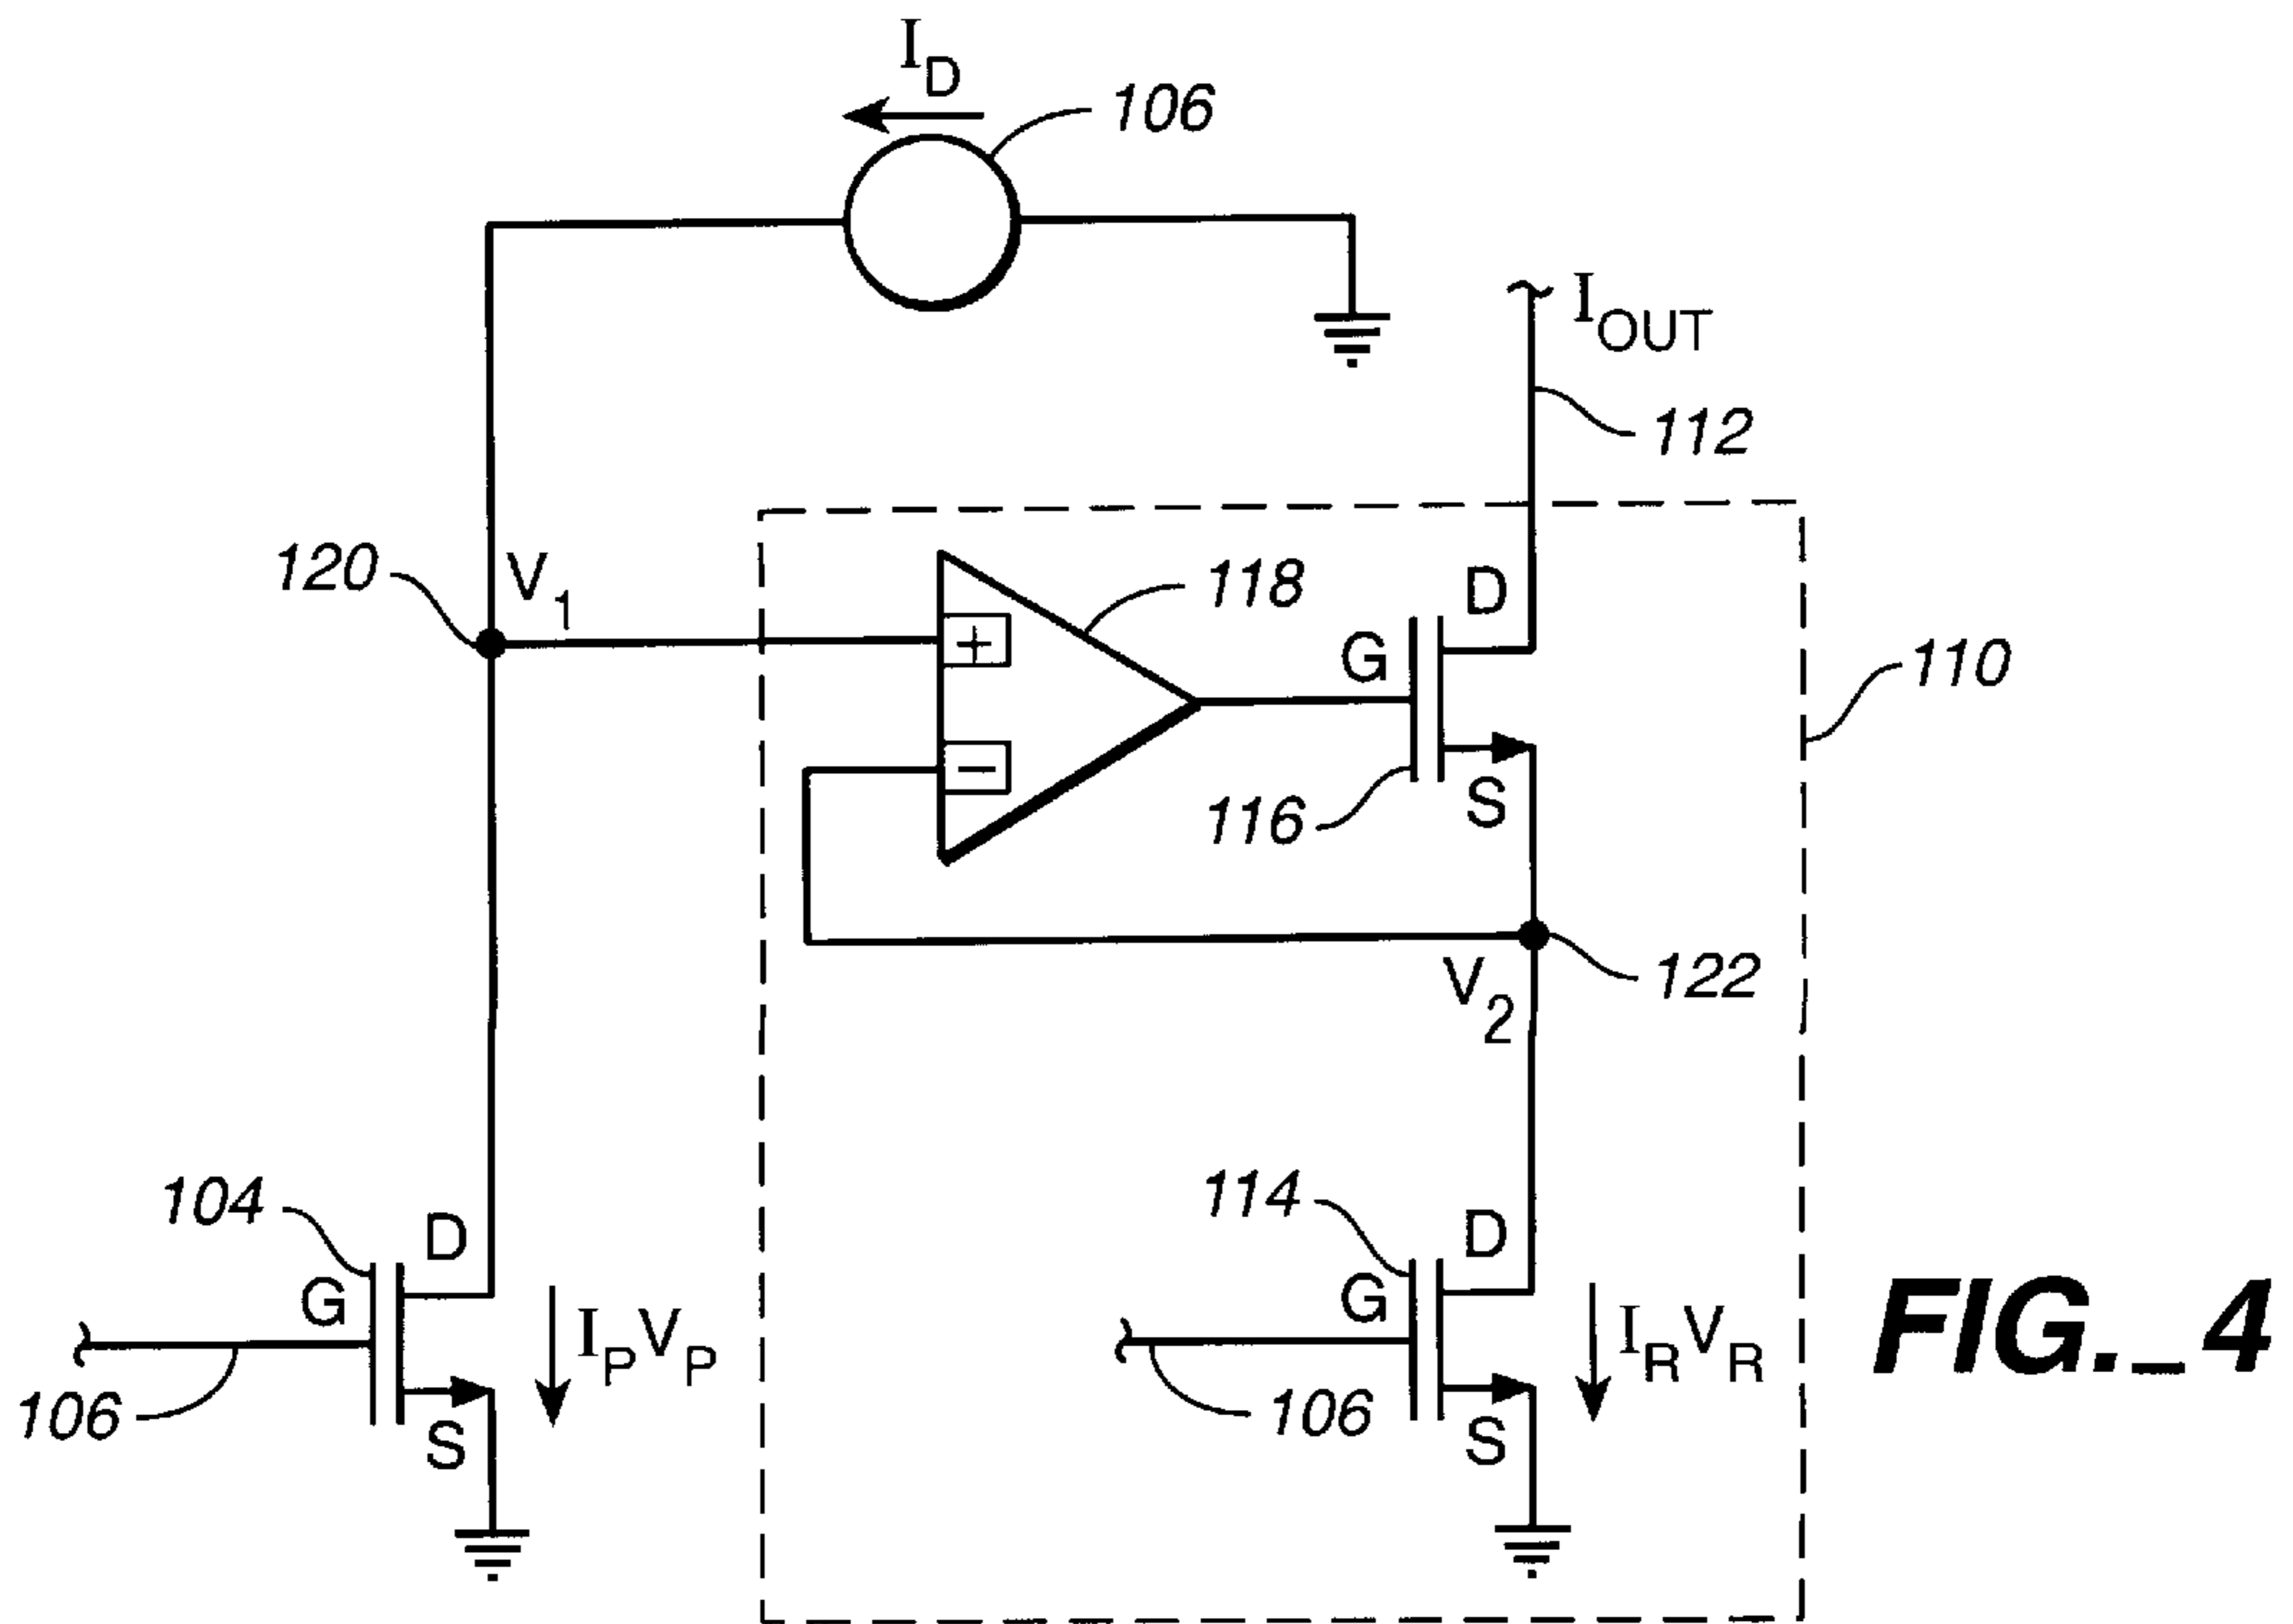 I_D
106
I_OUT
112
120
V_1
118
D
G
+
110
−
116
S
122
V_2
104
D
G
I_P V_P
106
S
114
D
G
I_R V_R
106
S
FIG._4